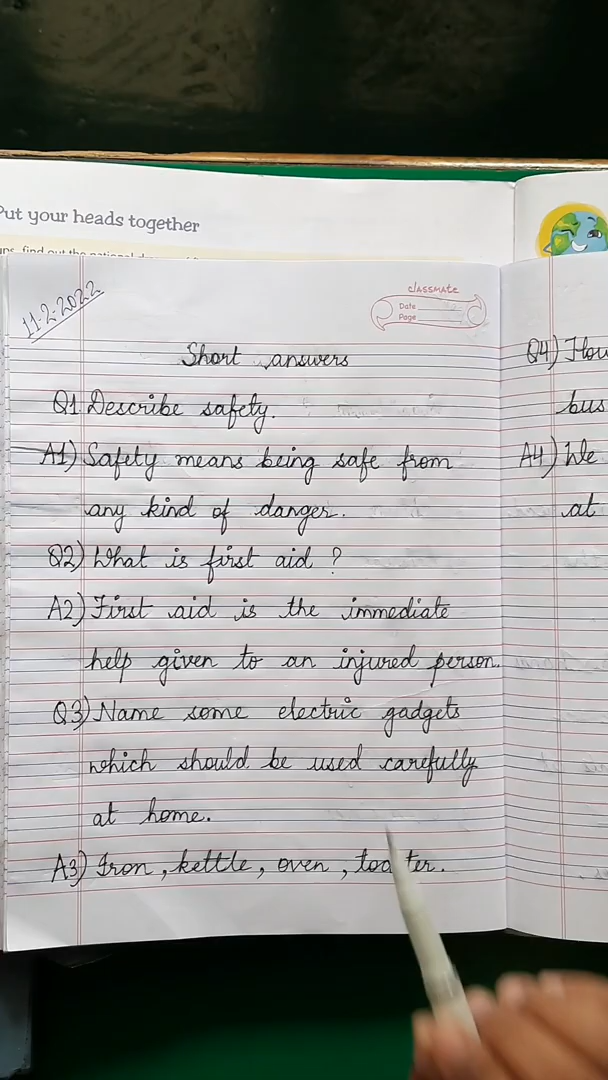 Put your heads together
11-2-2022
classmate
Date
Page
Short answers
Q1 Describe safety.
A1) Safety means being safe from
any kind of danger.
Q2) What is first aid ?
A2) First aid is the immediate
help given to an injured person.
Q3) Name some electric gadgets
which should be used carefully
at home.
A3) Iron , kettle , oven ,
Q4)
bus
A4) We
at